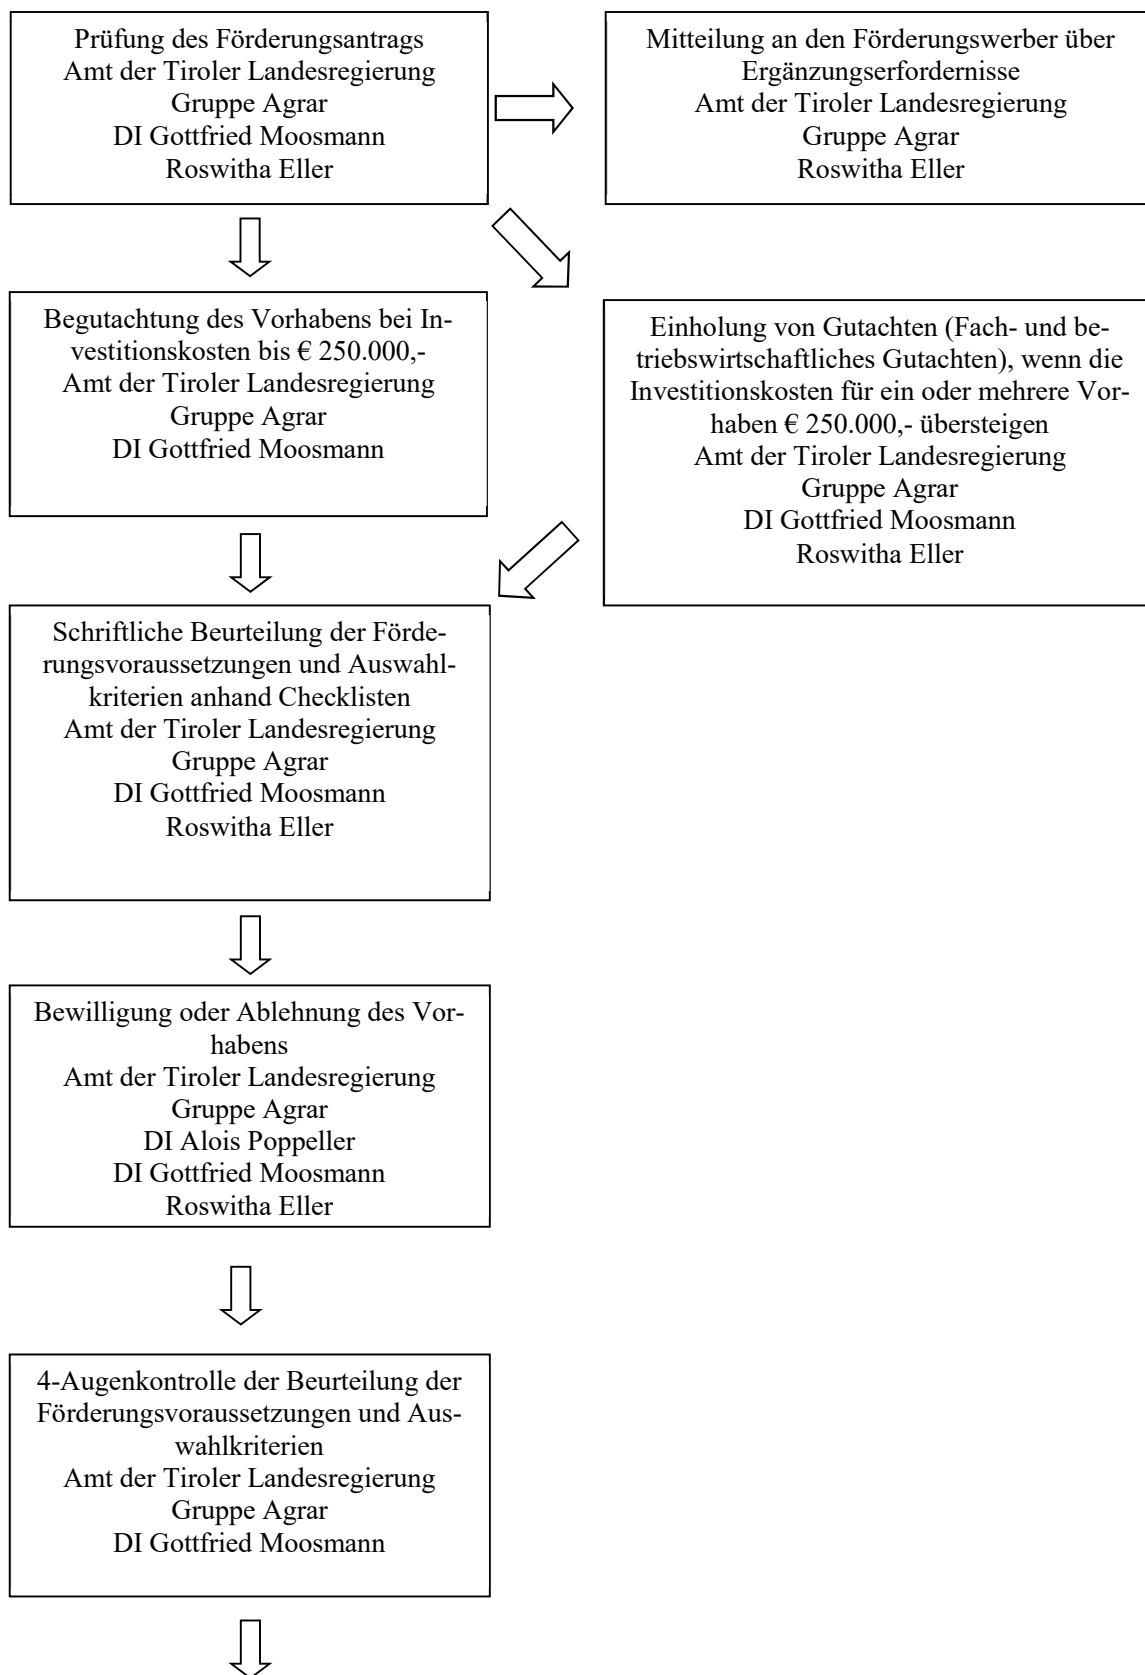 Prüfung des Förderungsantrags
Amt der Tiroler Landesregierung
Gruppe Agrar
DI Gottfried Moosmann
Roswitha Eller
Mitteilung an den Förderungswerber über
Ergänzungserfordernisse
Amt der Tiroler Landesregierung
Gruppe Agrar
Roswitha Eller
Begutachtung des Vorhabens bei In-
vestitionskosten bis € 250.000,-
Amt der Tiroler Landesregierung
Gruppe Agrar
DI Gottfried Moosmann
Einholung von Gutachten (Fach- und be-
triebswirtschaftliches Gutachten), wenn die
Investitionskosten für ein oder mehrere Vor-
haben € 250.000,- übersteigen
Amt der Tiroler Landesregierung
Gruppe Agrar
DI Gottfried Moosmann
Roswitha Eller
Schriftliche Beurteilung der Förde-
rungsvoraussetzungen und Auswahl-
kriterien anhand Checklisten
Amt der Tiroler Landesregierung
Gruppe Agrar
DI Gottfried Moosmann
Roswitha Eller
Bewilligung oder Ablehnung des Vor-
habens
Amt der Tiroler Landesregierung
Gruppe Agrar
DI Alois Poppeller
DI Gottfried Moosmann
Roswitha Eller
4-Augenkontrolle der Beurteilung der
Förderungsvoraussetzungen und Aus-
wahlkriterien
Amt der Tiroler Landesregierung
Gruppe Agrar
DI Gottfried Moosmann